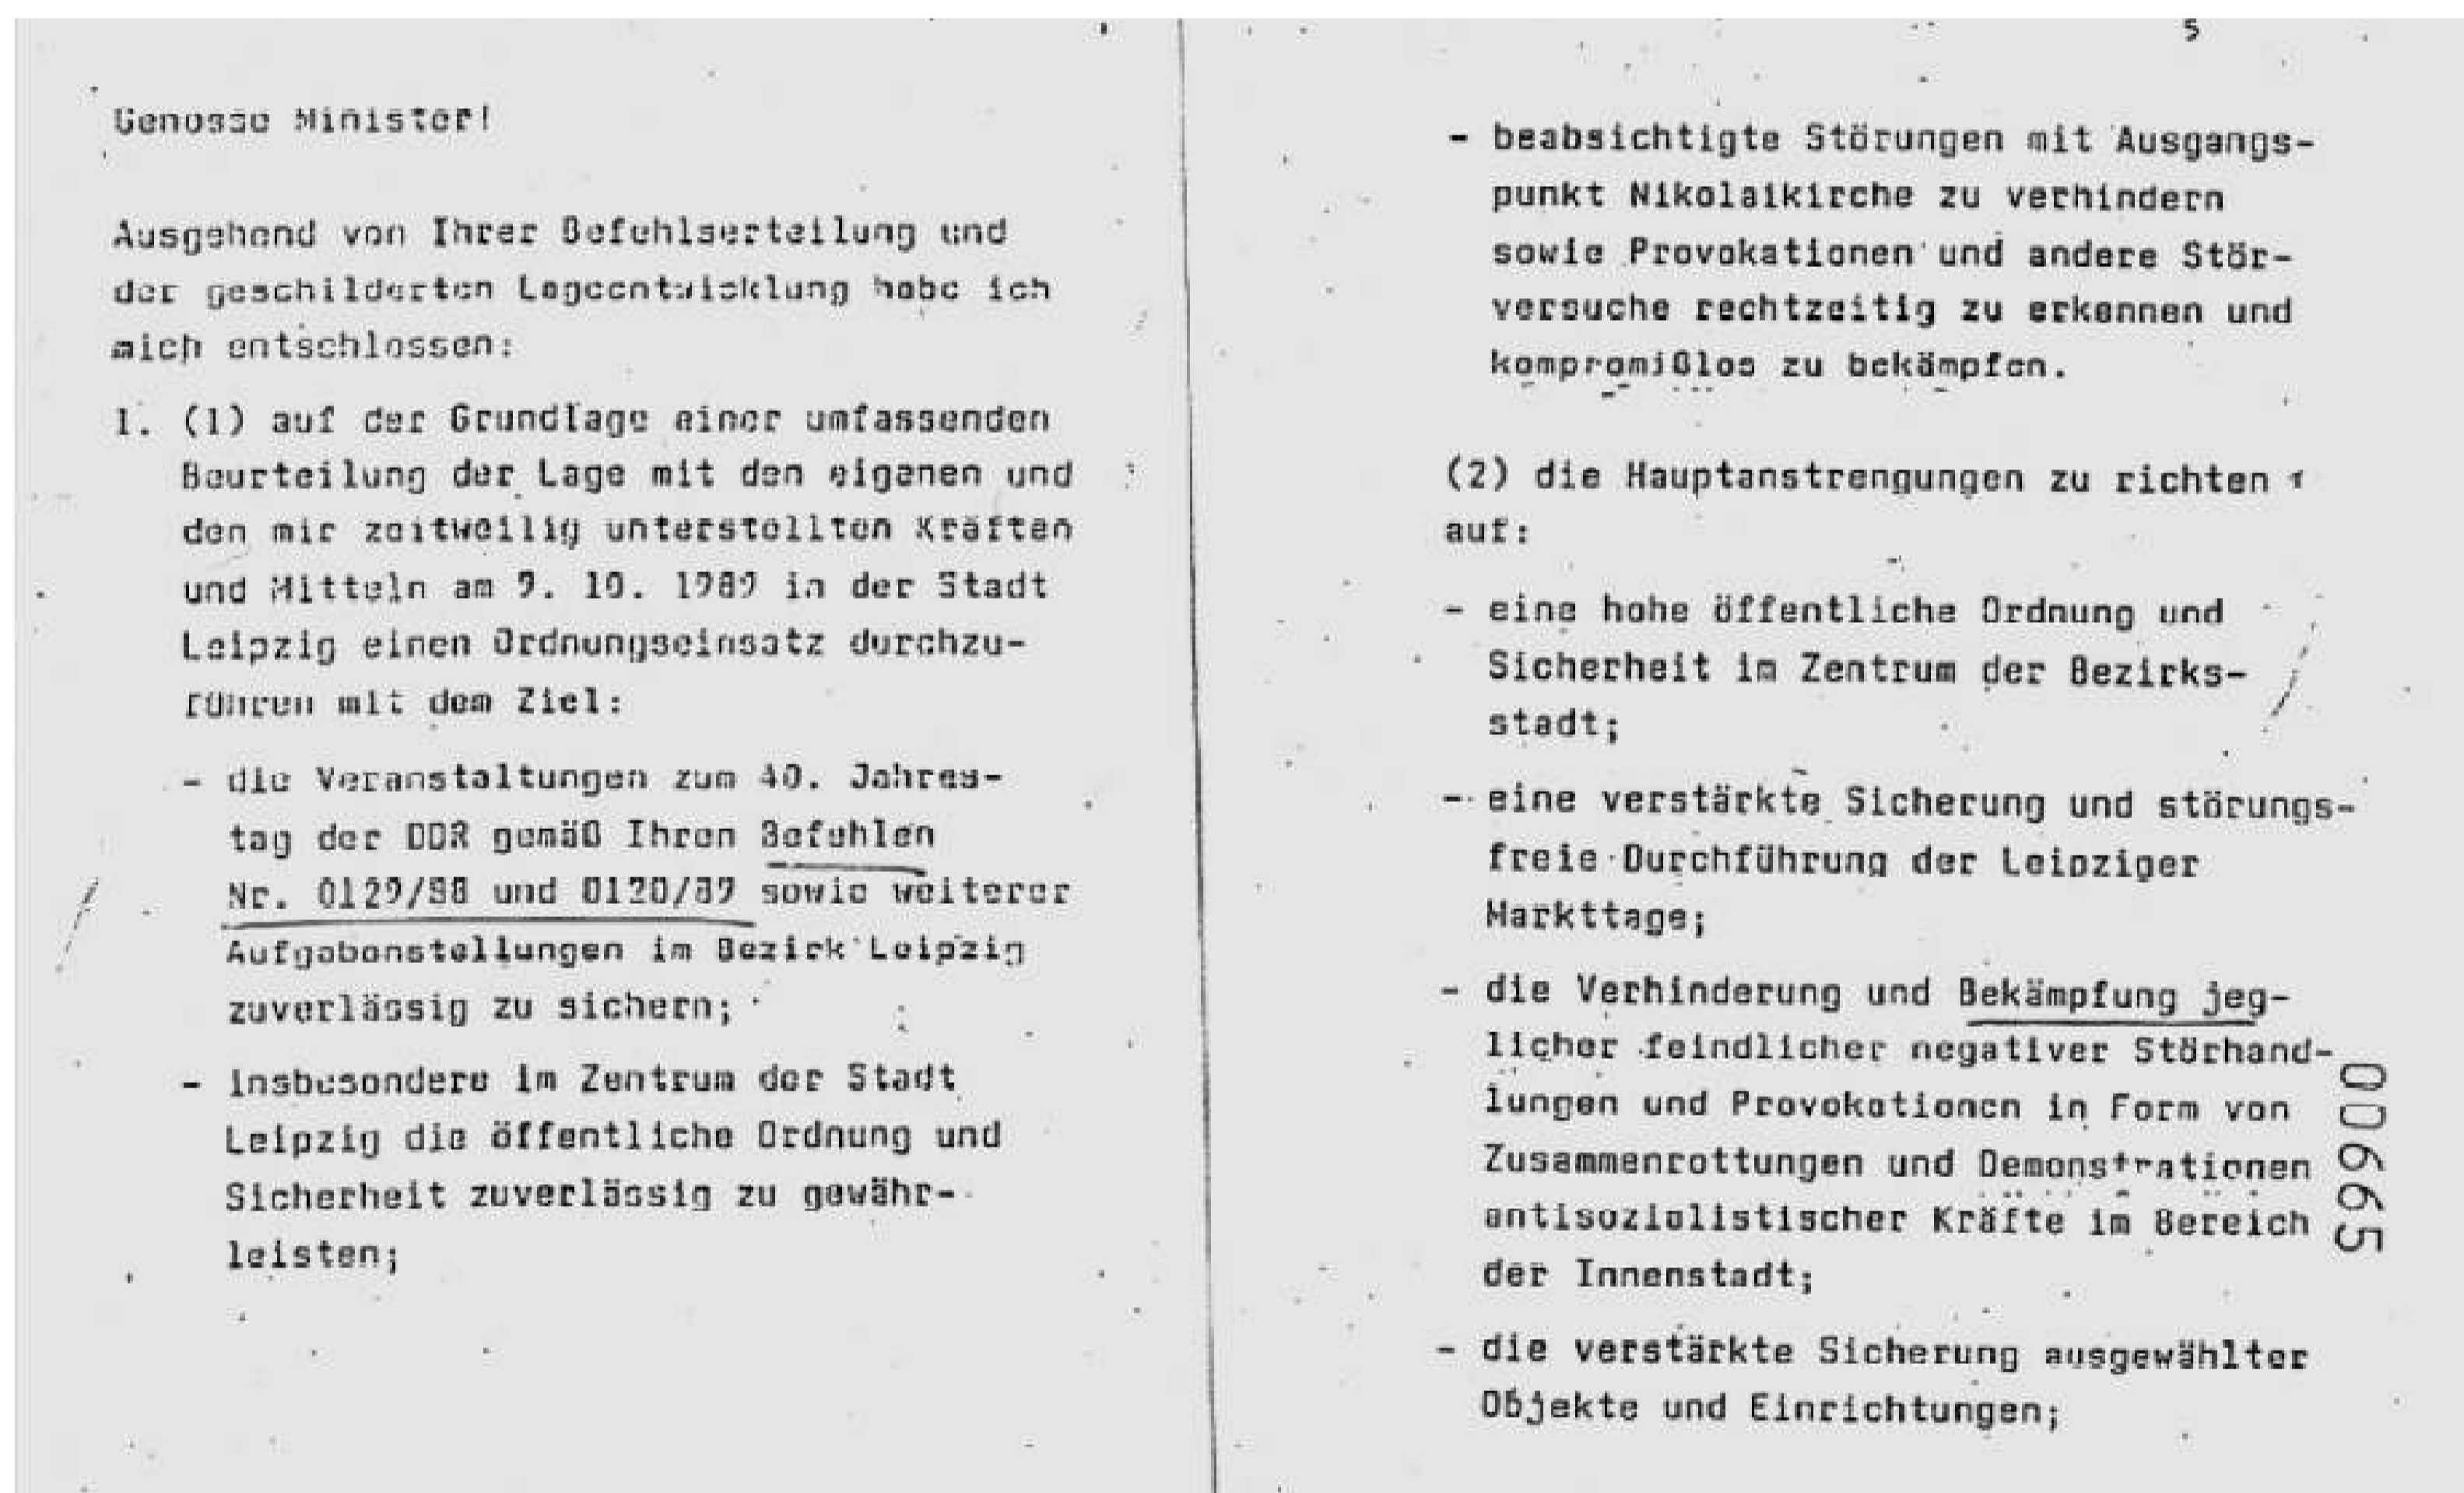 Genosse Minister!
Ausgehend von Ihrer Befehlserteilung und
der geschilderten Lageentwicklung habe ich
mich entschlossen:
1. (1) auf der Grundlage einer umfassenden
Beurteilung der Lage mit den eigenen und
den mir zeitweilig unterstellten Kräften
und Mitteln am 9. 10. 1989 in der Stadt
Leipzig einen Ordnungseinsatz durchzu-
führen mit dem Ziel:
- die Veranstaltungen zum 40. Jahres-
tag der DDR gemäß Ihren Befehlen
Nr. 0129/88 und 0120/89 sowie weiterer
Aufgabenstellungen im Bezirk Leipzig
zuverlässig zu sichern;
- insbesondere im Zentrum der Stadt
Leipzig die öffentliche Ordnung und
Sicherheit zuverlässig zu gewähr-
leisten;
5
- beabsichtigte Störungen mit Ausgangs-
punkt Nikolaikirche zu verhindern
sowie Provokationen und andere Stör-
versuche rechtzeitig zu erkennen und
kompromißlos zu bekämpfen.
(2) die Hauptanstrengungen zu richten
auf:
- eine hohe öffentliche Ordnung und
Sicherheit im Zentrum der Bezirks-
stadt;
- eine verstärkte Sicherung und störungs-
freie Durchführung der Leipziger
Markttage;
- die Verhinderung und Bekämpfung jeg-
licher feindlicher negativer Störhand-
lungen und Provokationen in Form von
Zusammenrottungen und Demonstrationen
antisozialistischer Kräfte im Bereich
der Innenstadt;
- die verstärkte Sicherung ausgewählter
Objekte und Einrichtungen;
00665